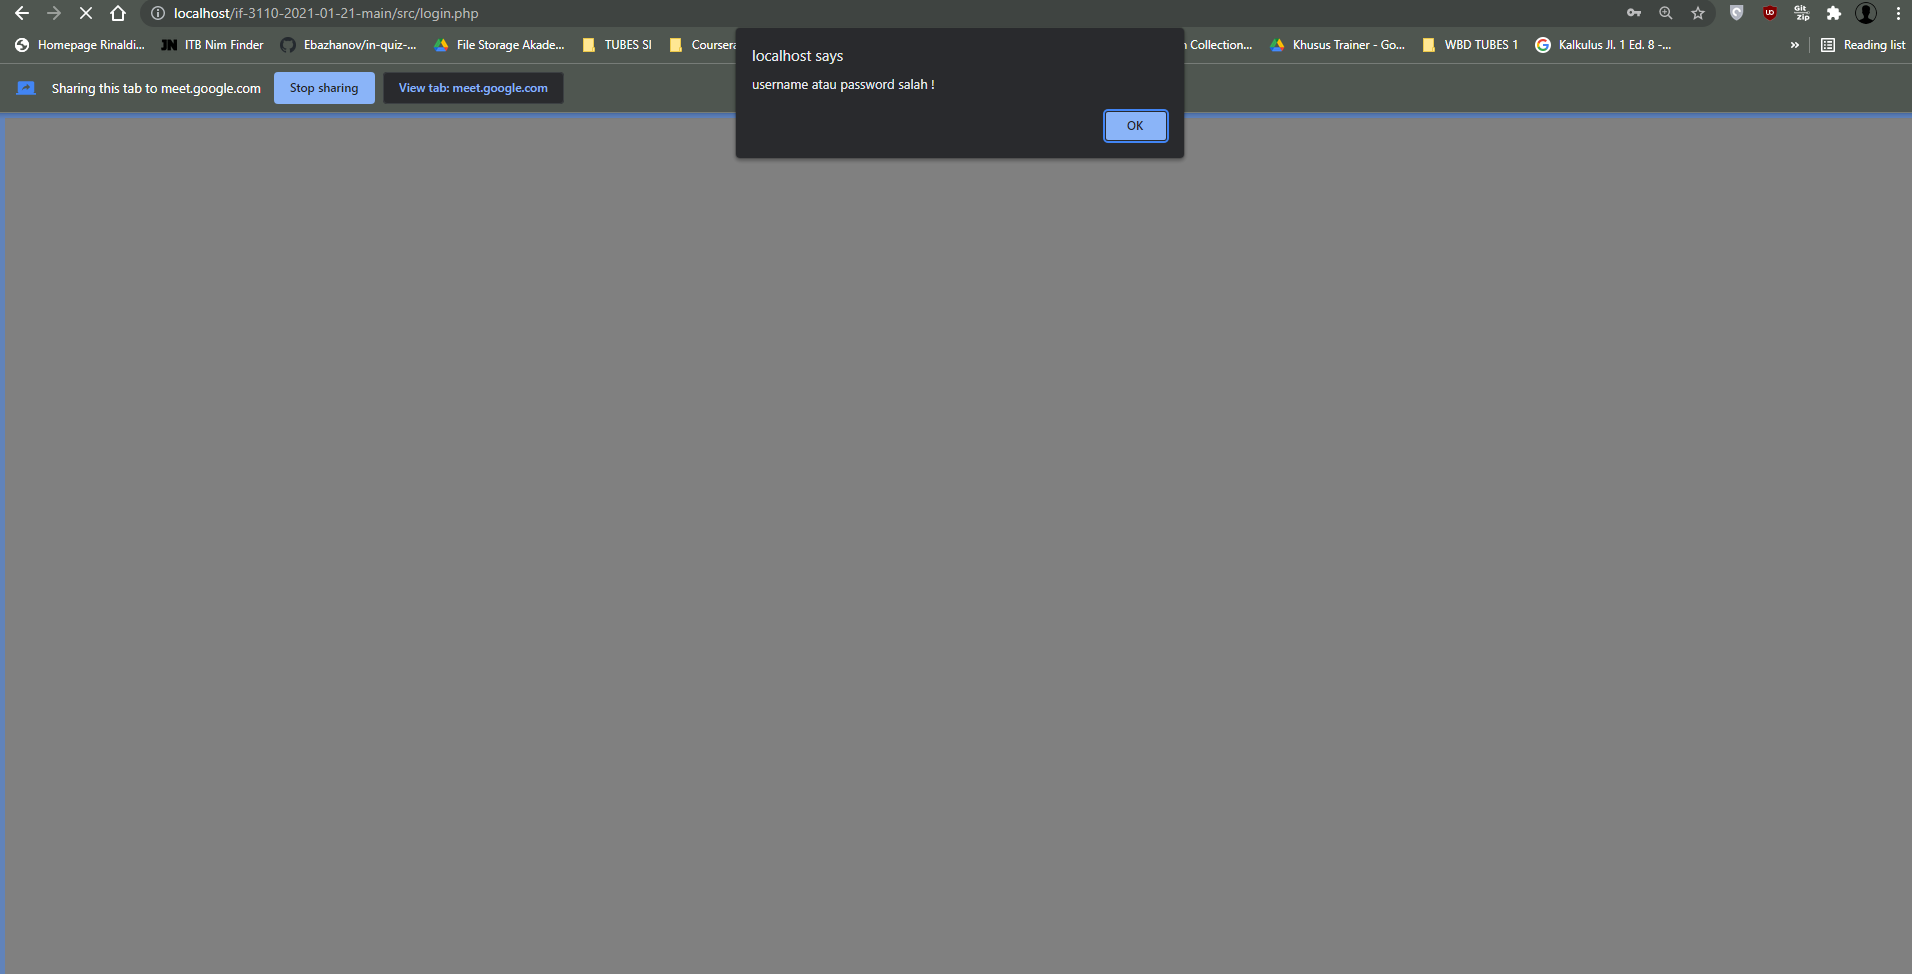 localhost/if-3110-2021-01-21-main/src/login.php
Git Zip
Homepage Rinaldi... JN ITB Nim Finder Ebazhanov/in-quiz-... File Storage Akade... TUBES SI Coursera Collection... Khusus Trainer - Go... WBD TUBES 1 Kalkulus Jl. 1 Ed. 8 -... » Reading list
localhost says
username atau password salah !
OK
Sharing this tab to meet.google.com Stop sharing View tab: meet.google.com